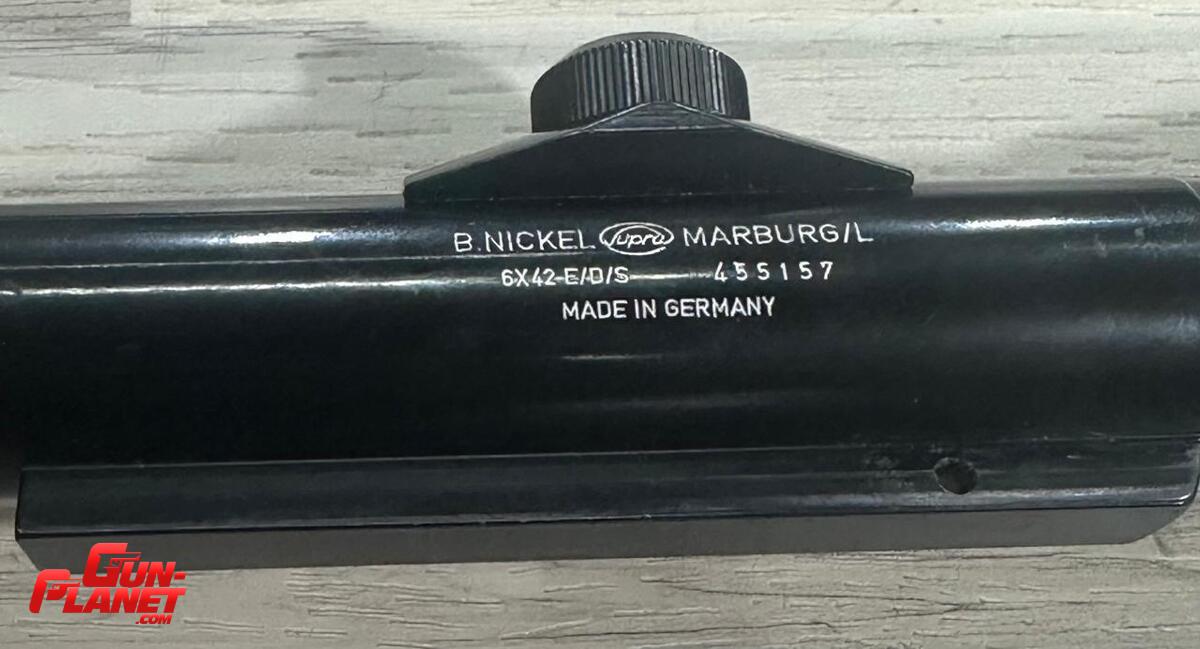 B.NICKEL Supra MARBURG/L
6X42-E/D/S 455157
MADE IN GERMANY
GUN-PLANET.COM